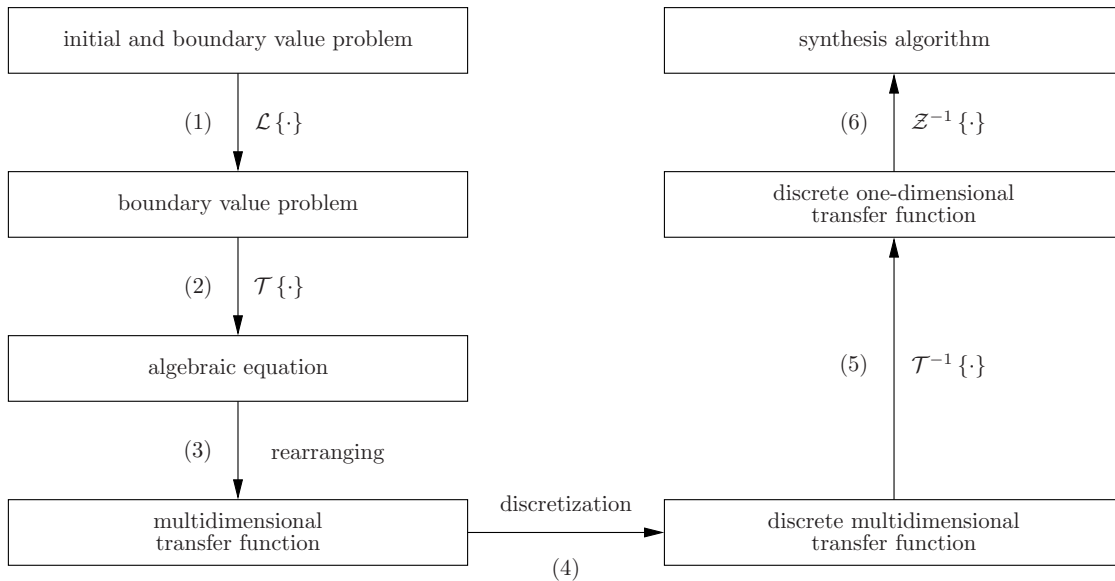 initial and boundary value problem
(1) ℒ {·}
boundary value problem
(2) 𝒯 {·}
algebraic equation
(3) rearranging
multidimensional
transfer function
discretization
(4)
discrete multidimensional
transfer function
(5) 𝒯⁻¹ {·}
discrete one-dimensional
transfer function
(6) 𝒵⁻¹ {·}
synthesis algorithm